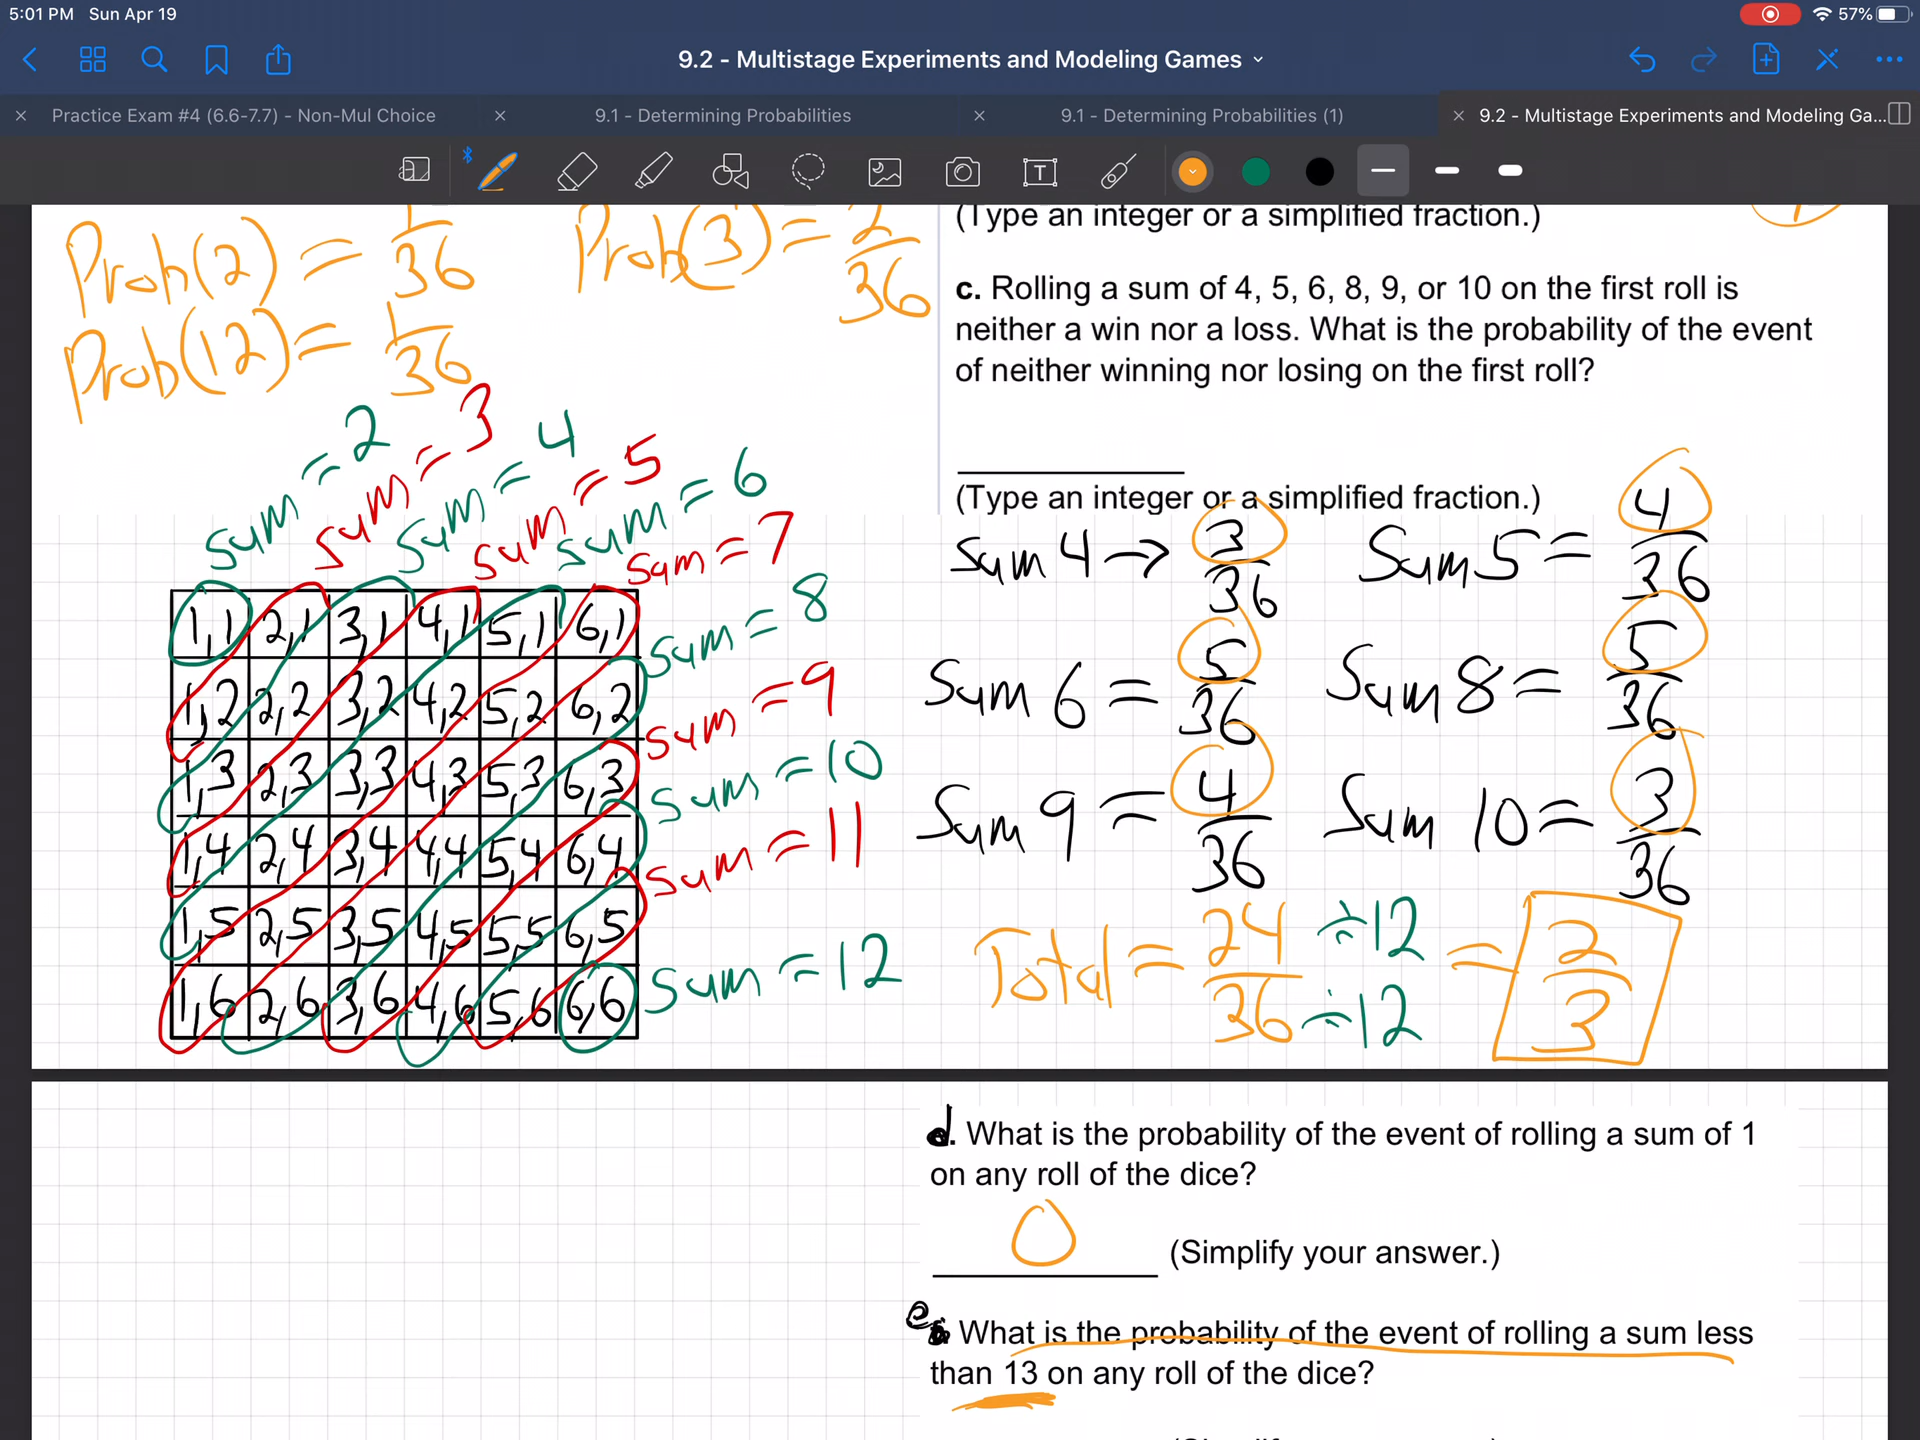 5:01 PM Sun Apr 19
57%
9.2 - Multistage Experiments and Modeling Games
Practice Exam #4 (6.6-7.7) - Non-Mul Choice
9.1 - Determining Probabilities
9.1 - Determining Probabilities (1)
9.2 - Multistage Experiments and Modeling Ga...
T
Prob(2) = 1/36
Prob(3) = 2/36
Prob(12) = 1/36
(Type an integer or a simplified fraction.)
c. Rolling a sum of 4, 5, 6, 8, 9, or 10 on the first roll is
neither a win nor a loss. What is the probability of the event
of neither winning nor losing on the first roll?
(Type an integer or a simplified fraction.)
sum = 2
sum = 3
sum = 4
sum = 5
sum = 6
sum = 7
sum = 8
sum = 9
sum = 10
sum = 11
sum = 12
1,1 2,1 3,1 4,1 5,1 6,1
1,2 2,2 3,2 4,2 5,2 6,2
1,3 2,3 3,3 4,3 5,3 6,3
1,4 2,4 3,4 4,4 5,4 6,4
1,5 2,5 3,5 4,5 5,5 6,5
1,6 2,6 3,6 4,6 5,6 6,6
Sum 4 → 3/36 Sum 5 = 4/36
Sum 6 = 5/36 Sum 8 = 5/36
Sum 9 = 4/36 Sum 10 = 3/36
Total = 24/36 ÷12/÷12 = 2/3
d. What is the probability of the event of rolling a sum of 1
on any roll of the dice?
0 (Simplify your answer.)
e. What is the probability of the event of rolling a sum less
than 13 on any roll of the dice?